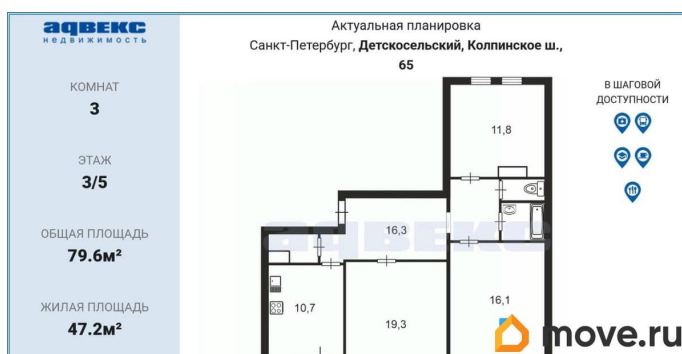 адвекс
недвижимость
КОМНАТ
3
ЭТАЖ
3/5
ОБЩАЯ ПЛОЩАДЬ
79.6м²
ЖИЛАЯ ПЛОЩАДЬ
47.2м²
Актуальная планировка
Санкт-Петербург, Детскосельский, Колпинское ш.,
65
11,8
16,3
адвекс
10,7
19,3
16,1
В ШАГОВОЙ
ДОСТУПНОСТИ
move.ru